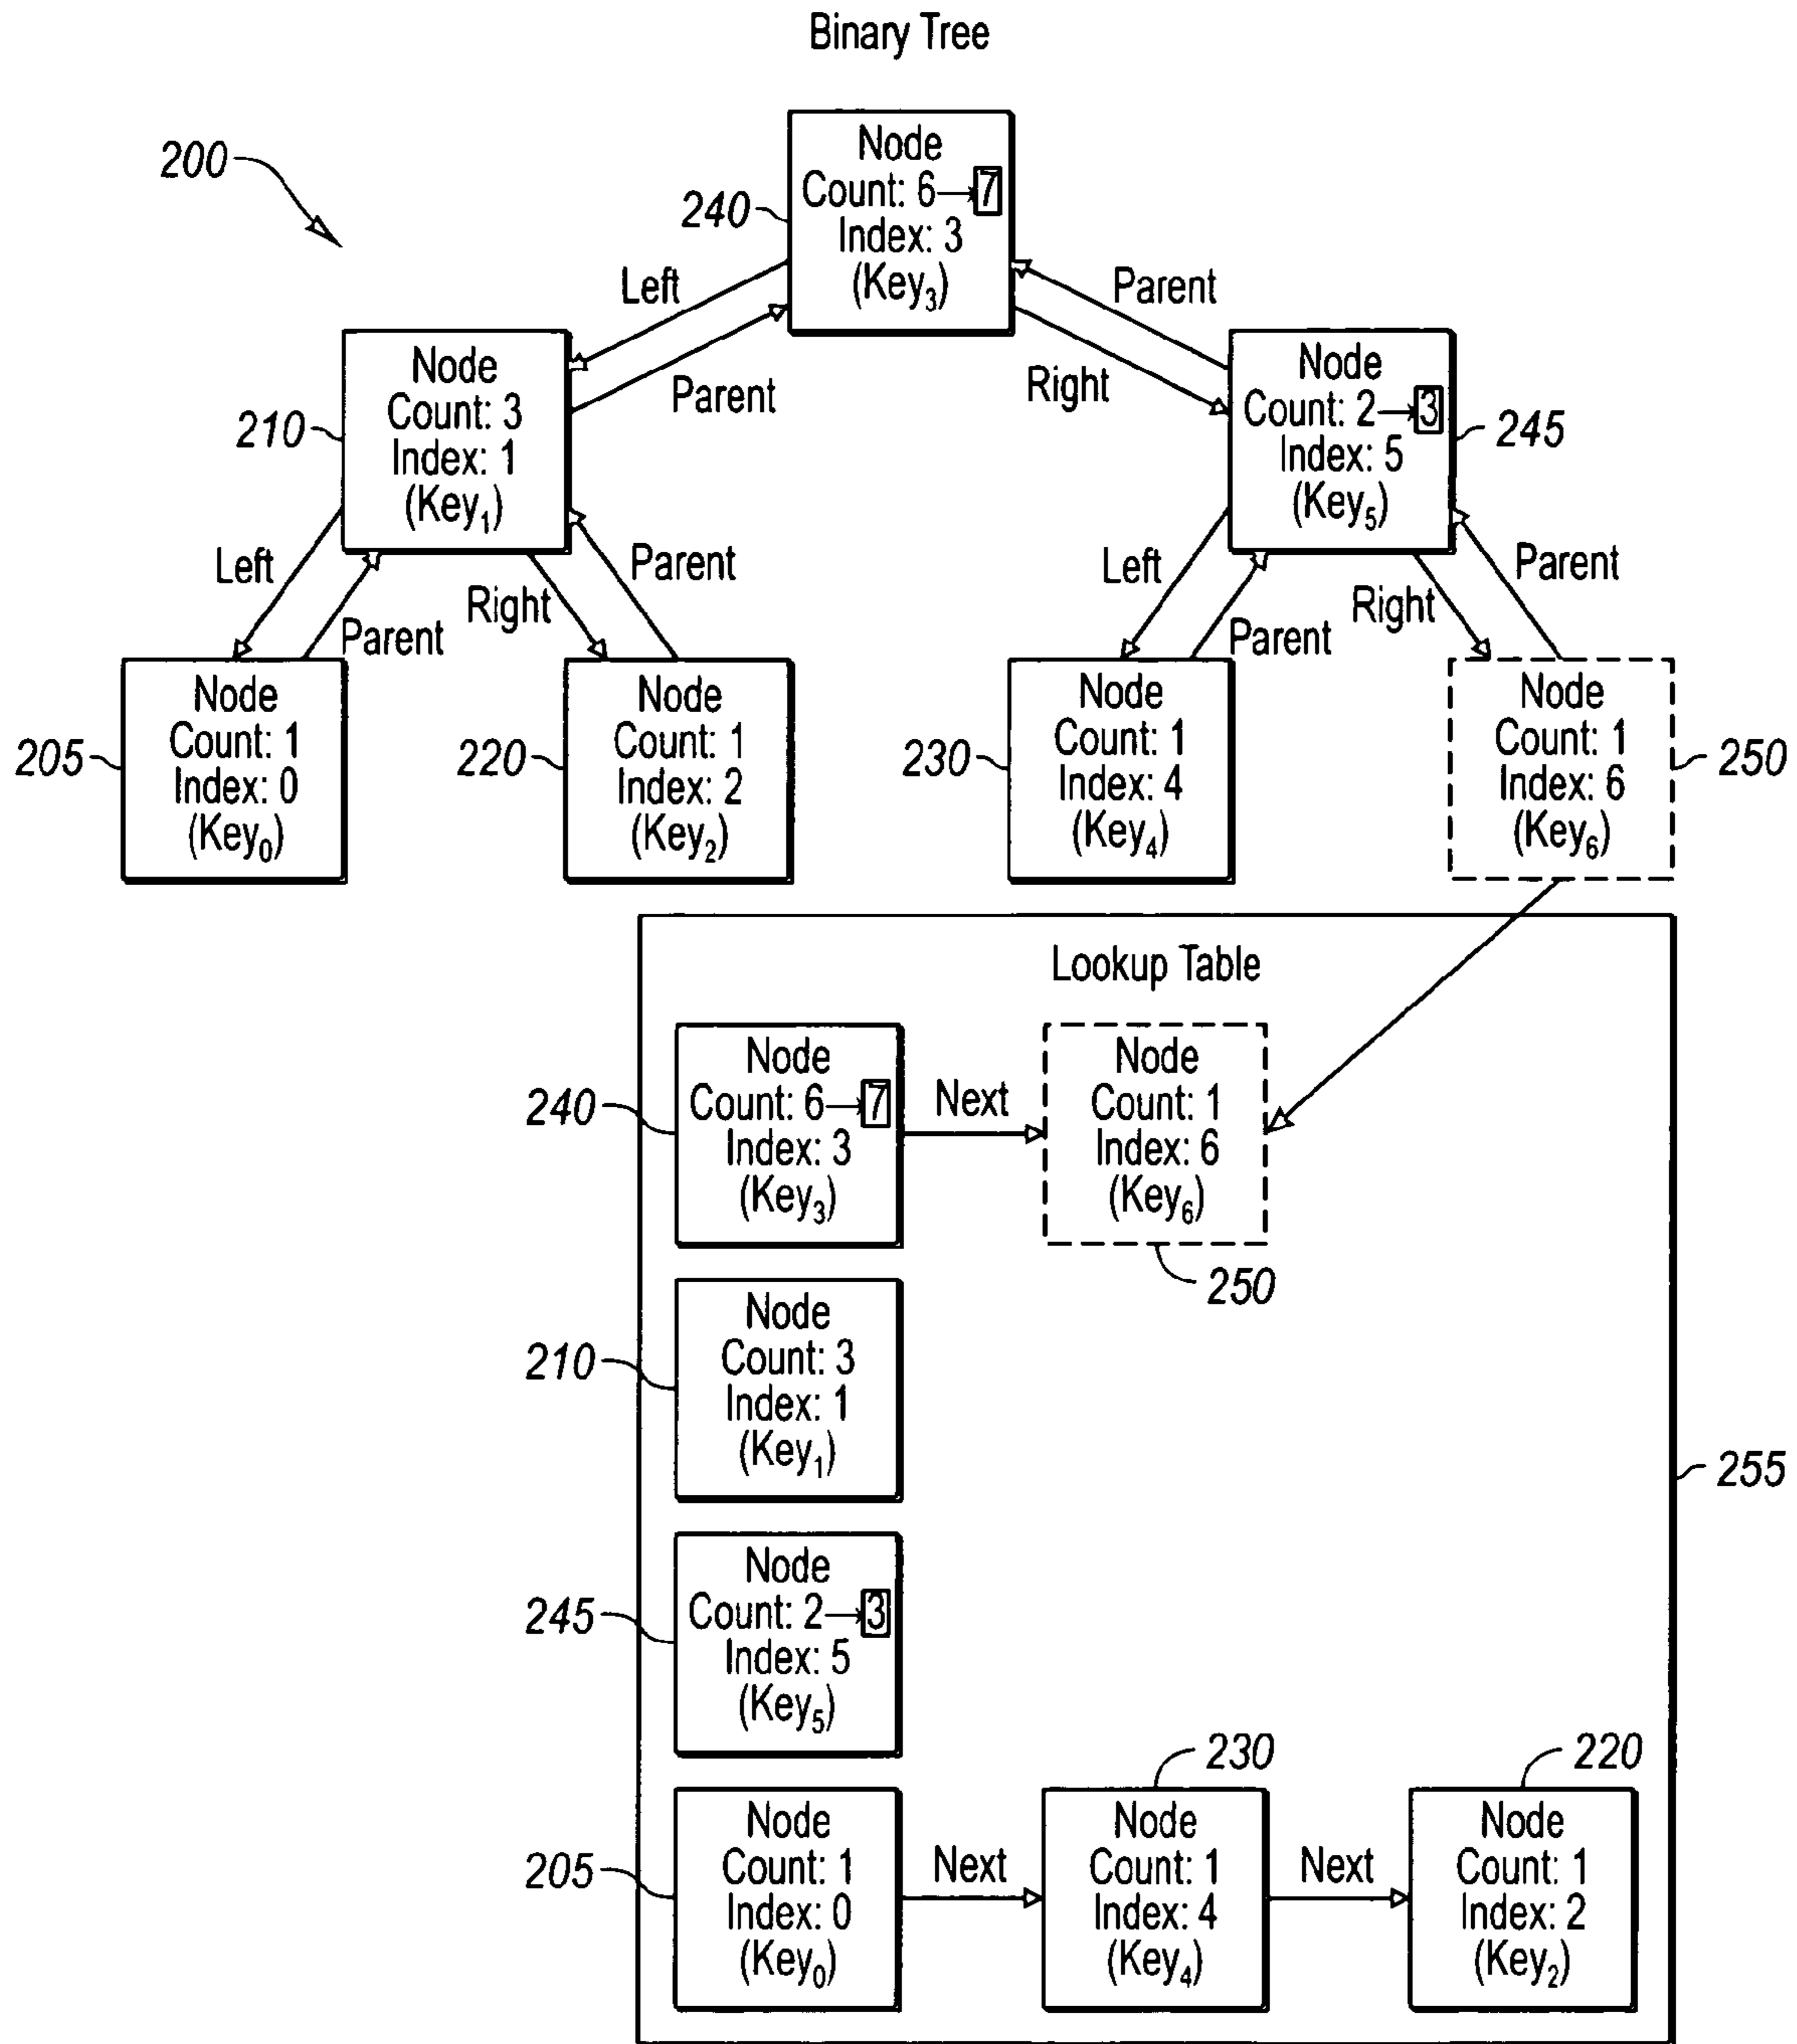 Binary Tree
200
240
Node
Count: 6→7
Index: 3
(Key₃)
Left
Parent
Parent
Right
210
Node
Count: 3
Index: 1
(Key₁)
Node
Count: 2→3
Index: 5
(Key₅)
245
Left
Parent
Right
Parent
Left
Parent
Right
Parent
205
Node
Count: 1
Index: 0
(Key₀)
220
Node
Count: 1
Index: 2
(Key₂)
230
Node
Count: 1
Index: 4
(Key₄)
Node
Count: 1
Index: 6
(Key₆)
250
Lookup Table
240
Node
Count: 6→7
Index: 3
(Key₃)
Next
Node
Count: 1
Index: 6
(Key₆)
250
210
Node
Count: 3
Index: 1
(Key₁)
255
245
Node
Count: 2→3
Index: 5
(Key₅)
205
Node
Count: 1
Index: 0
(Key₀)
Next
230
Node
Count: 1
Index: 4
(Key₄)
Next
220
Node
Count: 1
Index: 2
(Key₂)